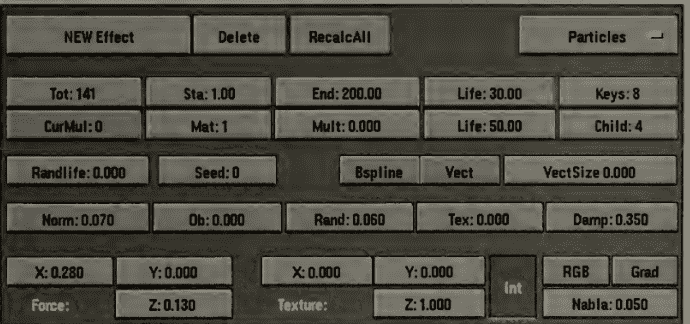 NEW Effect Delete RecalcAll Particles
Tot: 141 Sta: 1.00 End: 200.00 Life: 30.00 Keys: 8
CurMul: 0 Mat: 1 Mult: 0.000 Life: 50.00 Child: 4
Randlife: 0.000 Seed: 0 Bspline Vect VectSize 0.000
Norm: 0.070 Ob: 0.000 Rand: 0.060 Tex: 0.000 Damp: 0.350
X: 0.280 Y: 0.000 X: 0.000 Y: 0.000 Int RGB Grad
Force: Z: 0.130 Texture: Z: 1.000 Nabla: 0.050